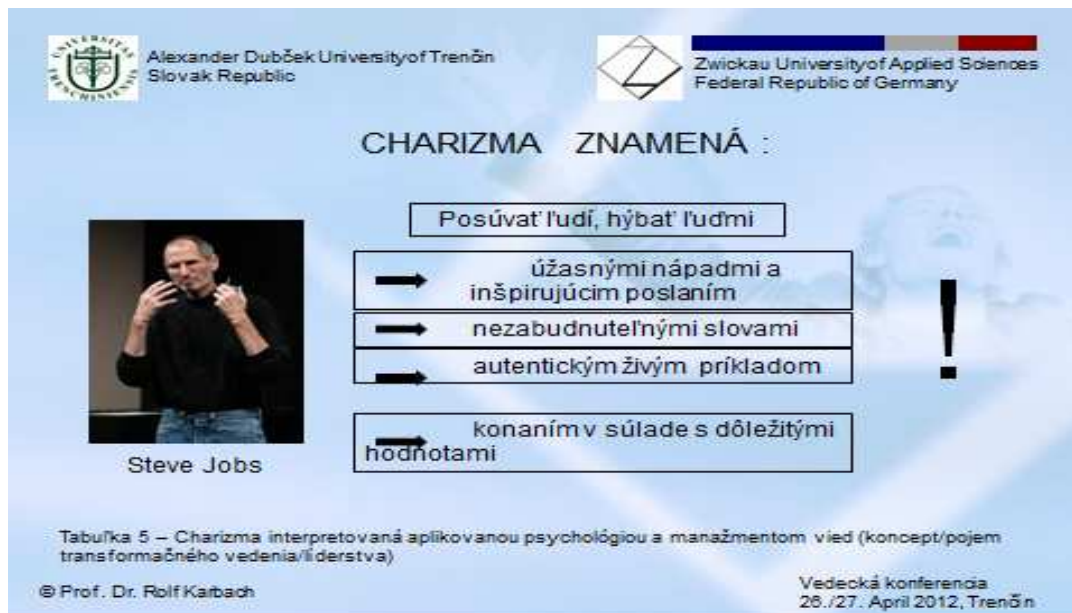 Alexander Dubček Universityof Trenčin
Slovak Republic
Zwickau Universityof Applied Sciences
Federal Republic of Germany
CHARIZMA ZNAMENÁ :
Posúvať ľudí, hýbať ľuďmi
úžasnými nápadmi a
inšpirujúcim poslaním
nezabudnuteľnými slovami
autentickým živým príkladom
konaním v súlade s dôležitými
hodnotami
!
Steve Jobs
Tabuľka 5 – Charizma interpretovaná aplikovanou psychológiou a manažmentom vied (koncept/pojem
transformačného vedenia/líderstva)
© Prof. Dr. Rolf Karbach
Vedecká konferencia
26./27. April 2012, Trenčín